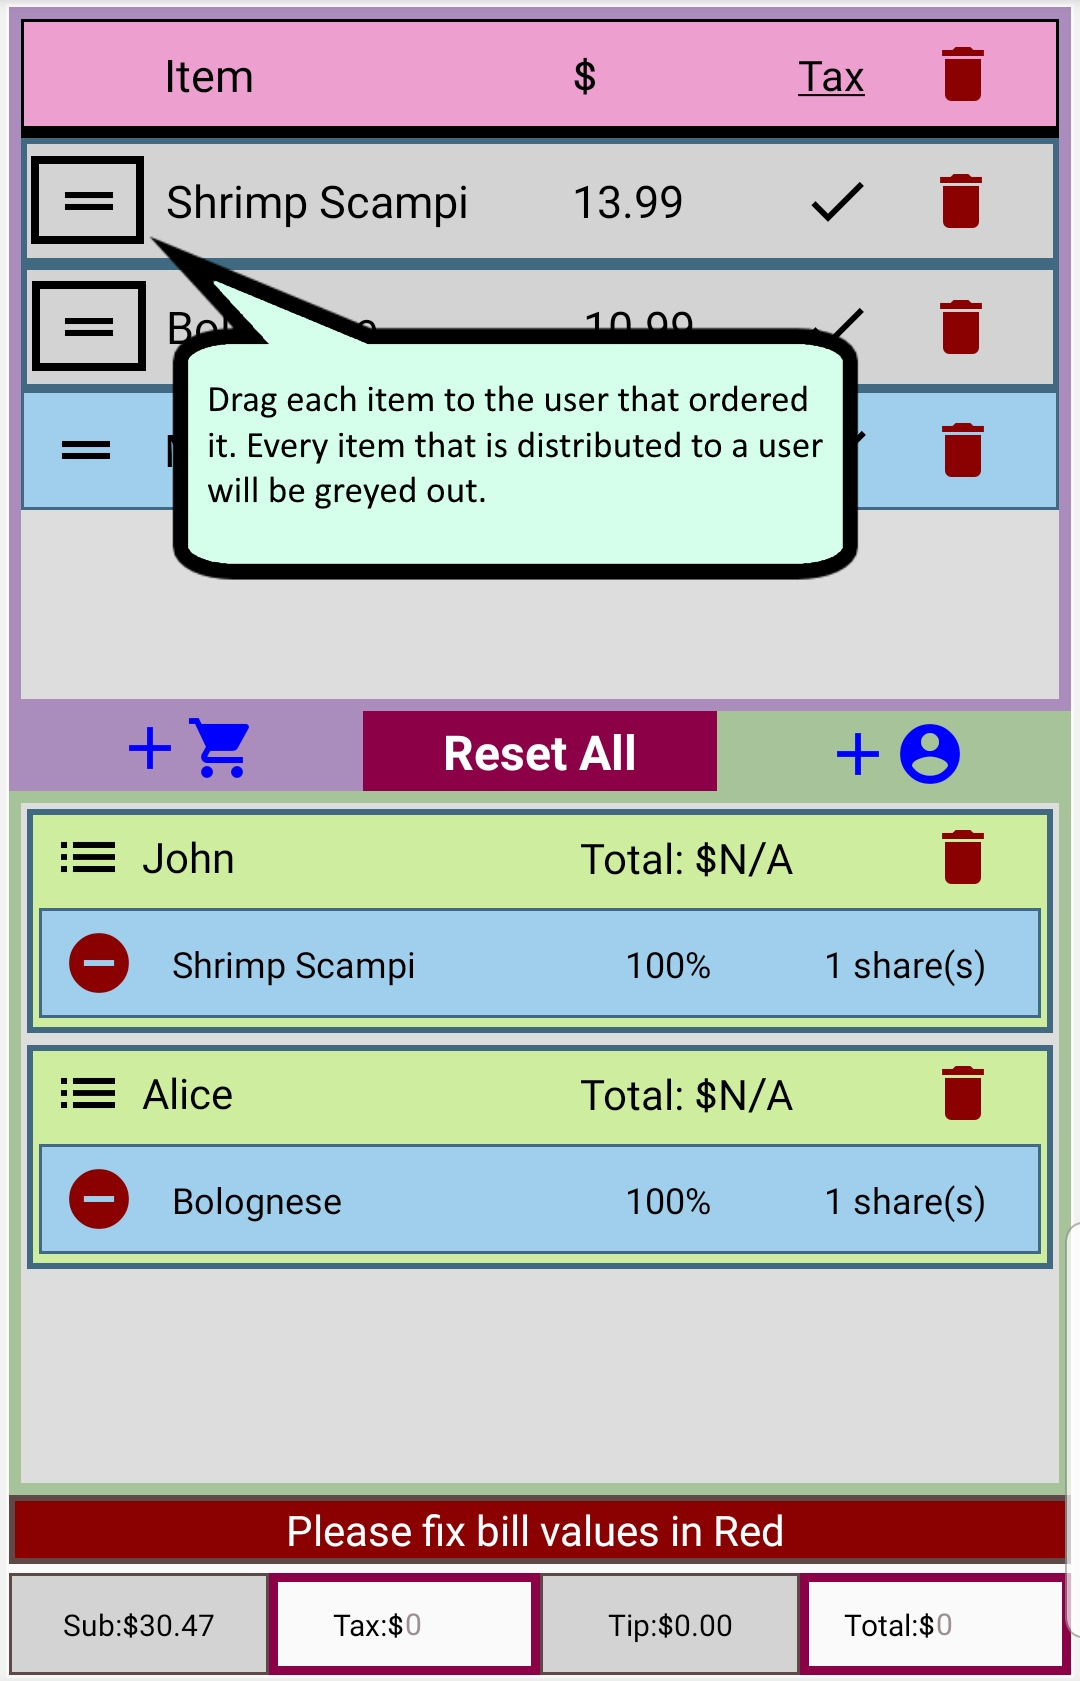 Item $ Tax
Shrimp Scampi 13.99
10.99
Drag each item to the user that ordered
it. Every item that is distributed to a user
will be greyed out.
Reset All
John Total: $N/A
Shrimp Scampi 100% 1 share(s)
Alice Total: $N/A
Bolognese 100% 1 share(s)
Please fix bill values in Red
Sub:$30.47 Tax:$0 Tip:$0.00 Total:$0